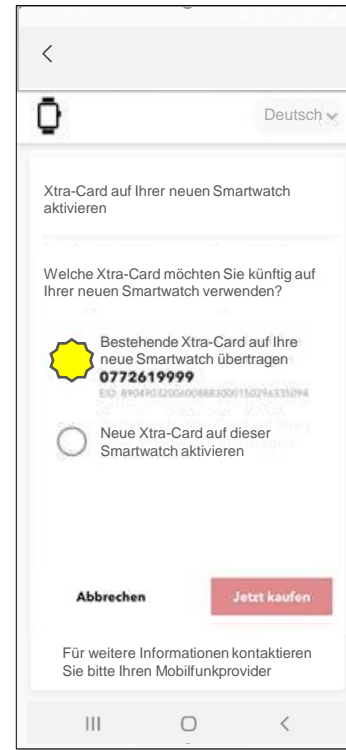 Deutsch
Xtra-Card auf Ihrer neuen Smartwatch
aktivieren
Welche Xtra-Card möchten Sie künftig auf
Ihrer neuen Smartwatch verwenden?
Bestehende Xtra-Card auf Ihre
neue Smartwatch übertragen
0772619999
EID:
Neue Xtra-Card auf dieser
Smartwatch aktivieren
Abbrechen
Jetzt kaufen
Für weitere Informationen kontaktieren
Sie bitte Ihren Mobilfunkprovider